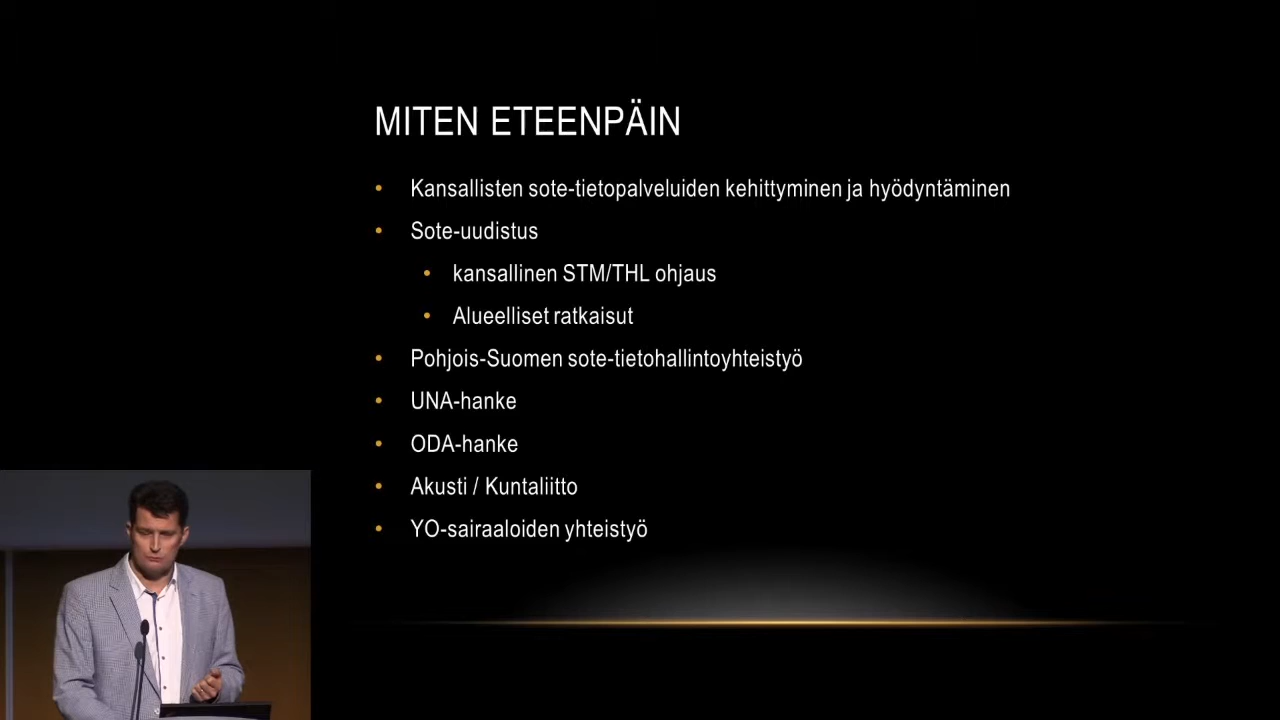 MITEN ETEENPÄIN
• Kansallisten sote-tietopalveluiden kehittyminen ja hyödyntäminen
• Sote-uudistus
• kansallinen STM/THL ohjaus
• Alueelliset ratkaisut
• Pohjois-Suomen sote-tietohallintoyhteistyö
• UNA-hanke
• ODA-hanke
• Akusti / Kuntaliitto
• YO-sairaaloiden yhteistyö